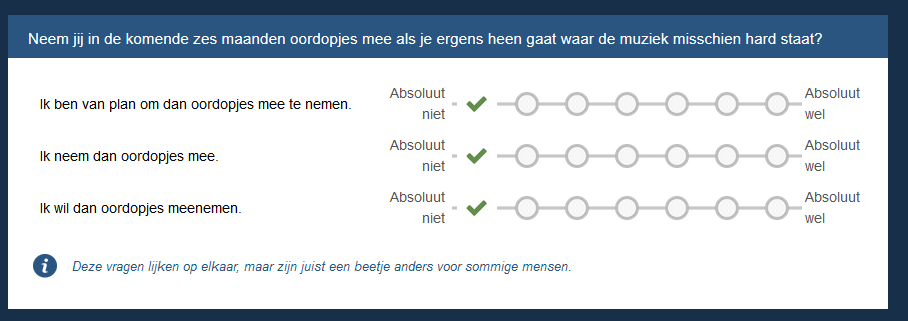 Neem jij in de komende zes maanden oordopjes mee als je ergens heen gaat waar de muziek misschien hard staat?
Ik ben van plan om dan oordopjes mee te nemen.
Absoluut
niet
Absoluut
wel
Ik neem dan oordopjes mee.
Absoluut
niet
Absoluut
wel
Ik wil dan oordopjes meenemen.
Absoluut
niet
Absoluut
wel
i
Deze vragen lijken op elkaar, maar zijn juist een beetje anders voor sommige mensen.